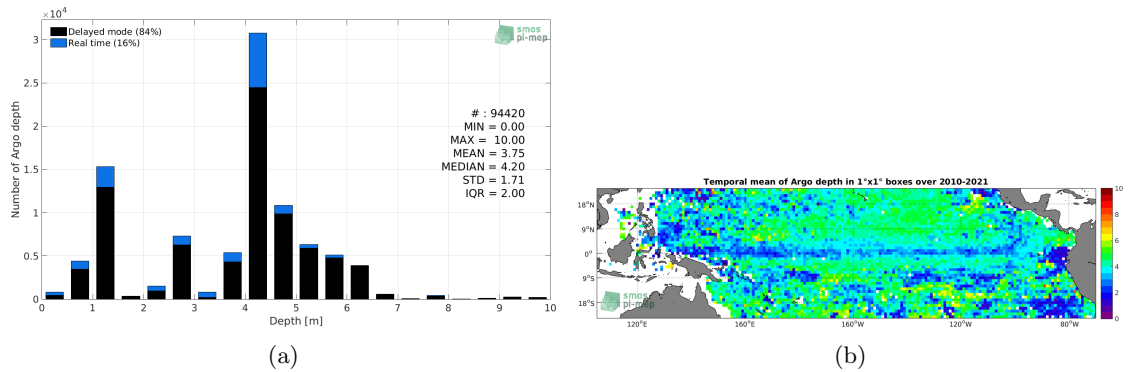 ×10⁴
Delayed mode (84%)
Real time (16%)
smos
pi-mep
3
2.5
2
1.5
1
0.5
0
Number of Argo depth
# : 94420
MIN = 0.00
MAX = 10.00
MEAN = 3.75
MEDIAN = 4.20
STD = 1.71
IQR = 2.00
0 1 2 3 4 5 6 7 8 9 10
Depth [m]
(a)
Temporal mean of Argo depth in 1°x1° boxes over 2010-2021
18°N
9°N
0°
9°S
18°S
smos
pi-mep
120°E 160°E 160°W 120°W 80°W
10
8
6
4
2
0
(b)